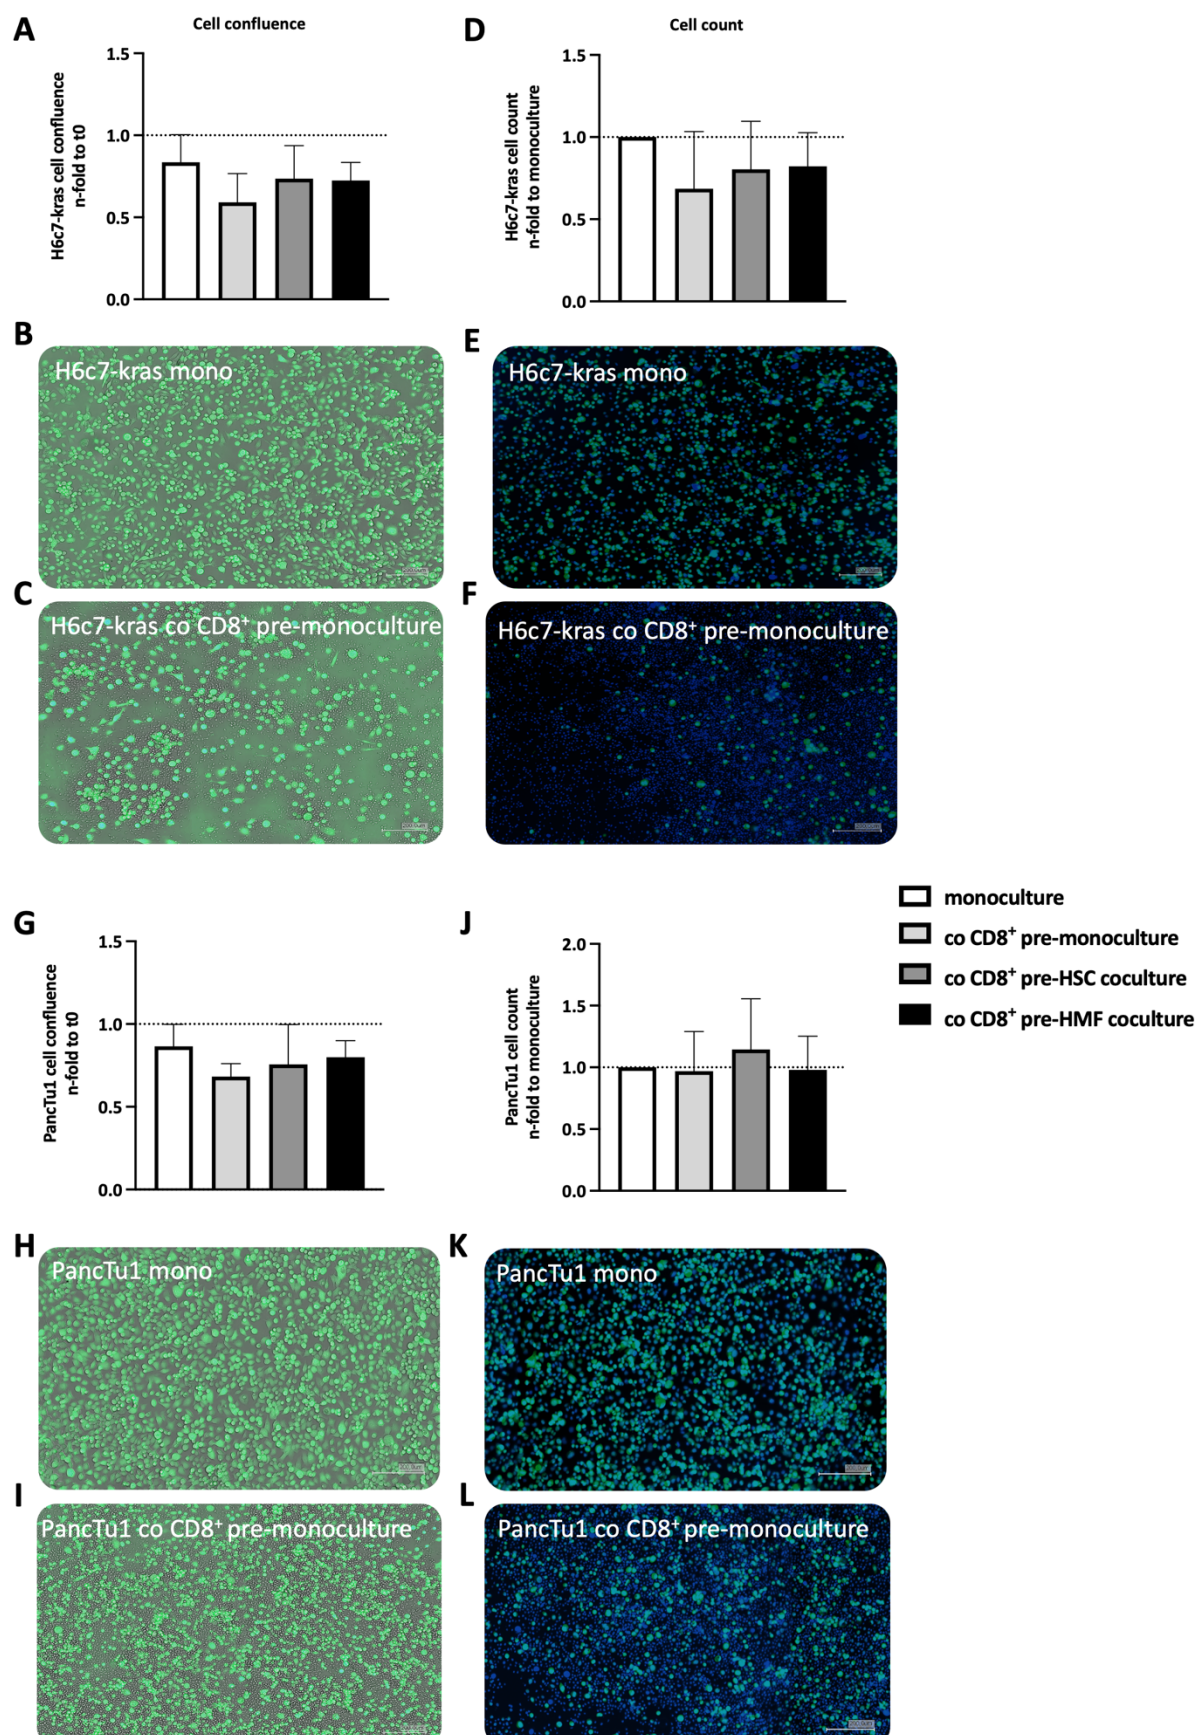 A
Cell confluence
H6c7-kras cell confluence
n-fold to t0
1.5
1.0
0.5
0.0
D
Cell count
H6c7-kras cell count
n-fold to monoculture
1.5
1.0
0.5
0.0
B
H6c7-kras mono
E
H6c7-kras mono
C
H6c7-kras co CD8⁺ pre-monoculture
F
H6c7-kras co CD8⁺ pre-monoculture
G
PancTu1 cell confluence
n-fold to t0
1.5
1.0
0.5
0.0
J
PancTu1 cell count
n-fold to monoculture
2.0
1.5
1.0
0.5
0.0
monoculture
co CD8⁺ pre-monoculture
co CD8⁺ pre-HSC coculture
co CD8⁺ pre-HMF coculture
H
PancTu1 mono
K
PancTu1 mono
I
PancTu1 co CD8⁺ pre-monoculture
L
PancTu1 co CD8⁺ pre-monoculture